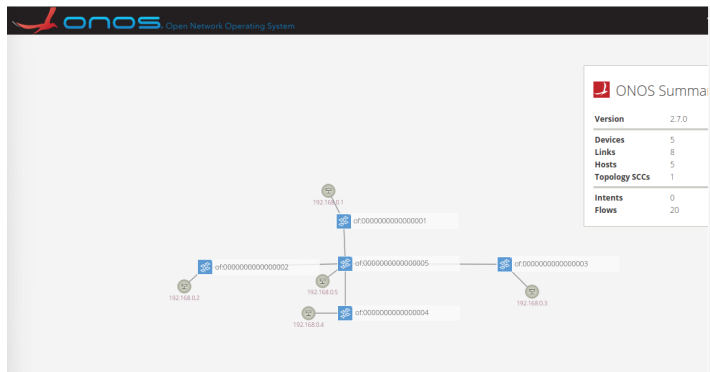 ONOS. Open Network Operating System
ONOS Summa
Version 2.7.0
Devices 5
Links 8
Hosts 5
Topology SCCs 1
Intents 0
Flows 20
192.168.0.1
of:0000000000000001
of:0000000000000002
of:0000000000000005
of:0000000000000003
192.168.0.2
192.168.0.5
192.168.0.3
of:0000000000000004
192.168.0.4